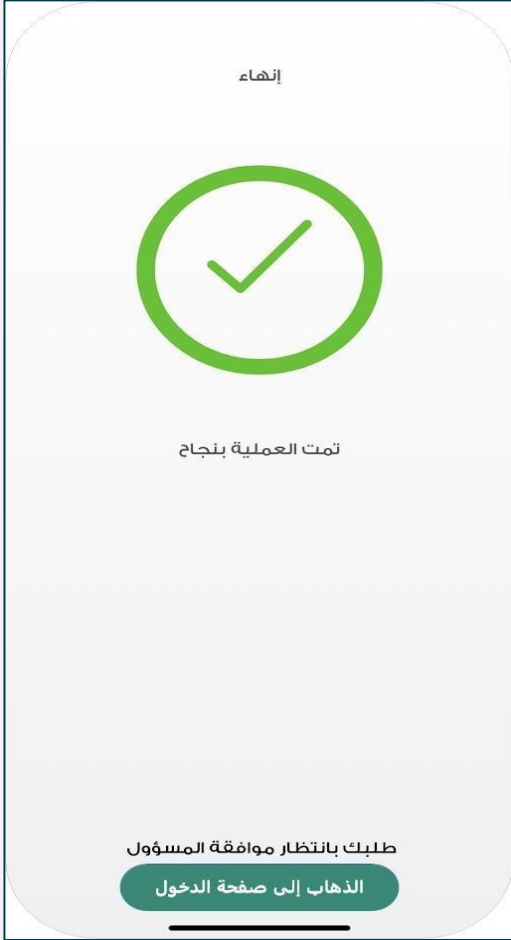 إنهاء
تمت العملية بنجاح
طلبك بانتظار موافقة المسؤول
الذهاب إلى صفحة الدخول